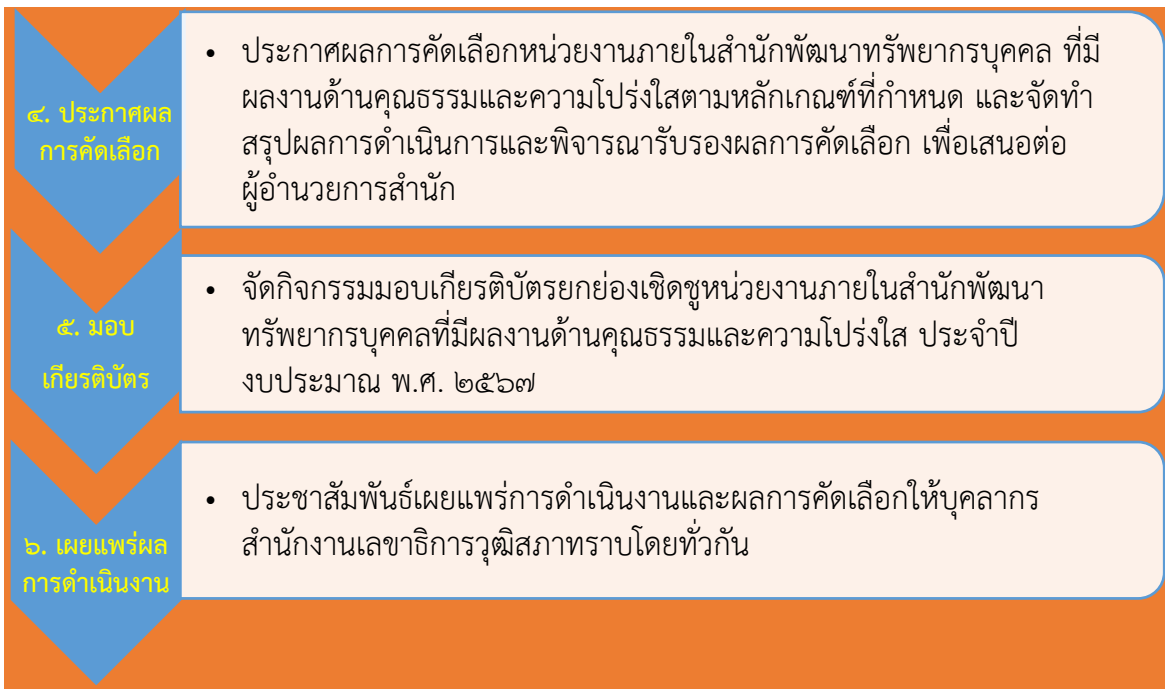 ๔. ประกาศผล
การคัดเลือก
• ประกาศผลการคัดเลือกหน่วยงานภายในสำนักพัฒนาทรัพยากรบุคคล ที่มี
ผลงานด้านคุณธรรมและความโปร่งใสตามหลักเกณฑ์ที่กำหนด และจัดทำ
สรุปผลการดำเนินการและพิจารณารับรองผลการคัดเลือก เพื่อเสนอต่อ
ผู้อำนวยการสำนัก
๕. มอบ
เกียรติบัตร
• จัดกิจกรรมมอบเกียรติบัตรยกย่องเชิดชูหน่วยงานภายในสำนักพัฒนา
ทรัพยากรบุคคลที่มีผลงานด้านคุณธรรมและความโปร่งใส ประจำปี
งบประมาณ พ.ศ. ๒๕๖๗
๖. เผยแพร่ผล
การดำเนินงาน
• ประชาสัมพันธ์เผยแพร่การดำเนินงานและผลการคัดเลือกให้บุคลากร
สำนักงานเลขาธิการวุฒิสภาทราบโดยทั่วกัน